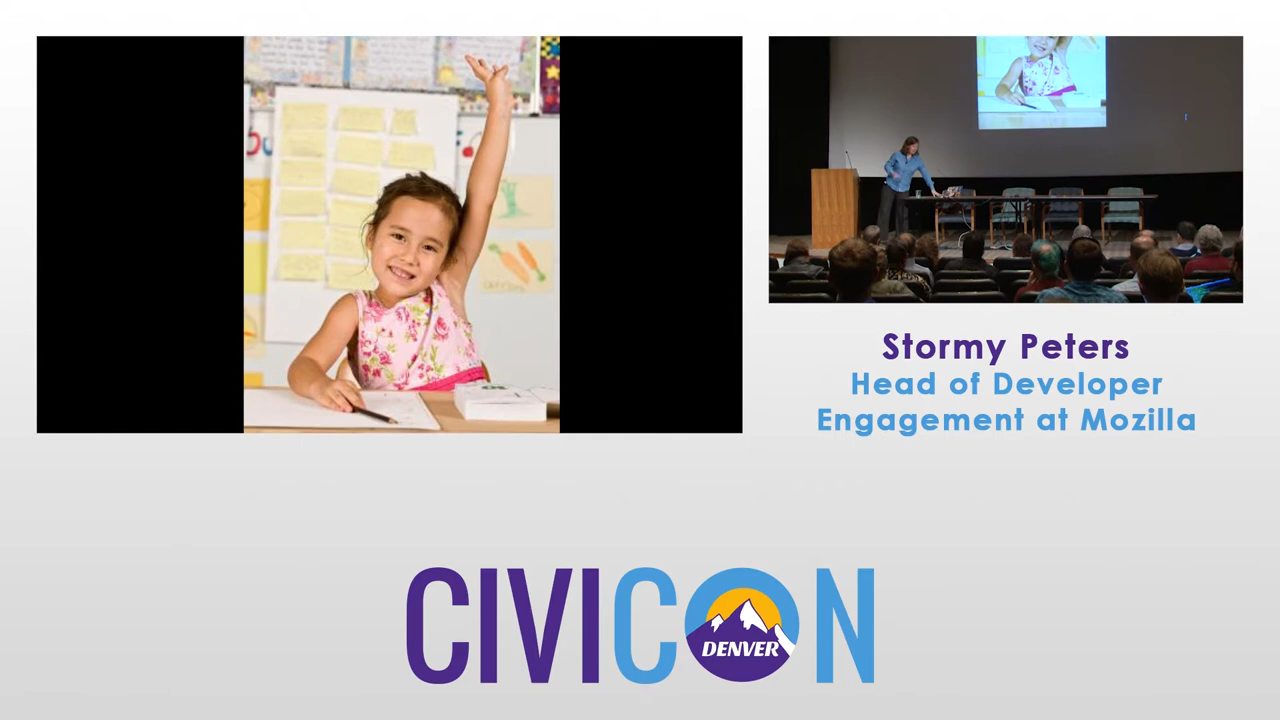 Stormy Peters
Head of Developer
Engagement at Mozilla
CIVICON
DENVER